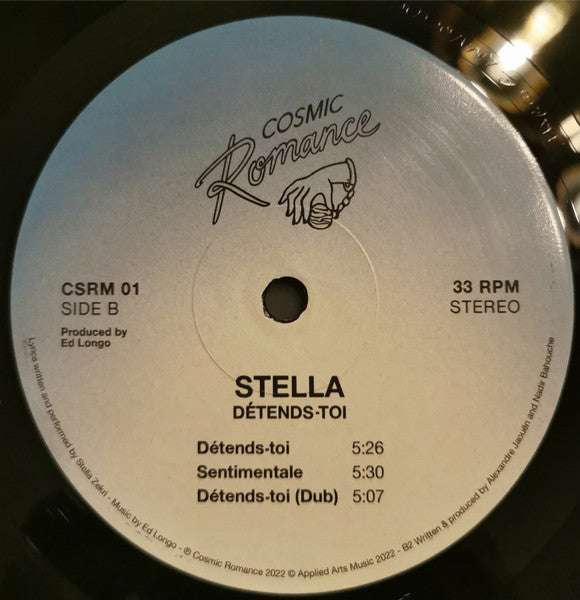 COSMIC
Romance
CSRM 01
SIDE B
Produced by
Ed Longo
33 RPM
STEREO
STELLA
DÉTENDS-TOI
Détends-toi 5:26
Sentimentale 5:30
Détends-toi (Dub) 5:07
Lyrics written and performed by Stella Zekri - Music by Ed Longo - ℗ Cosmic Romance 2022 © Applied Arts Music 2022 - B2 Written & produced by Alexandre Jaouën and Nadir Bahouche